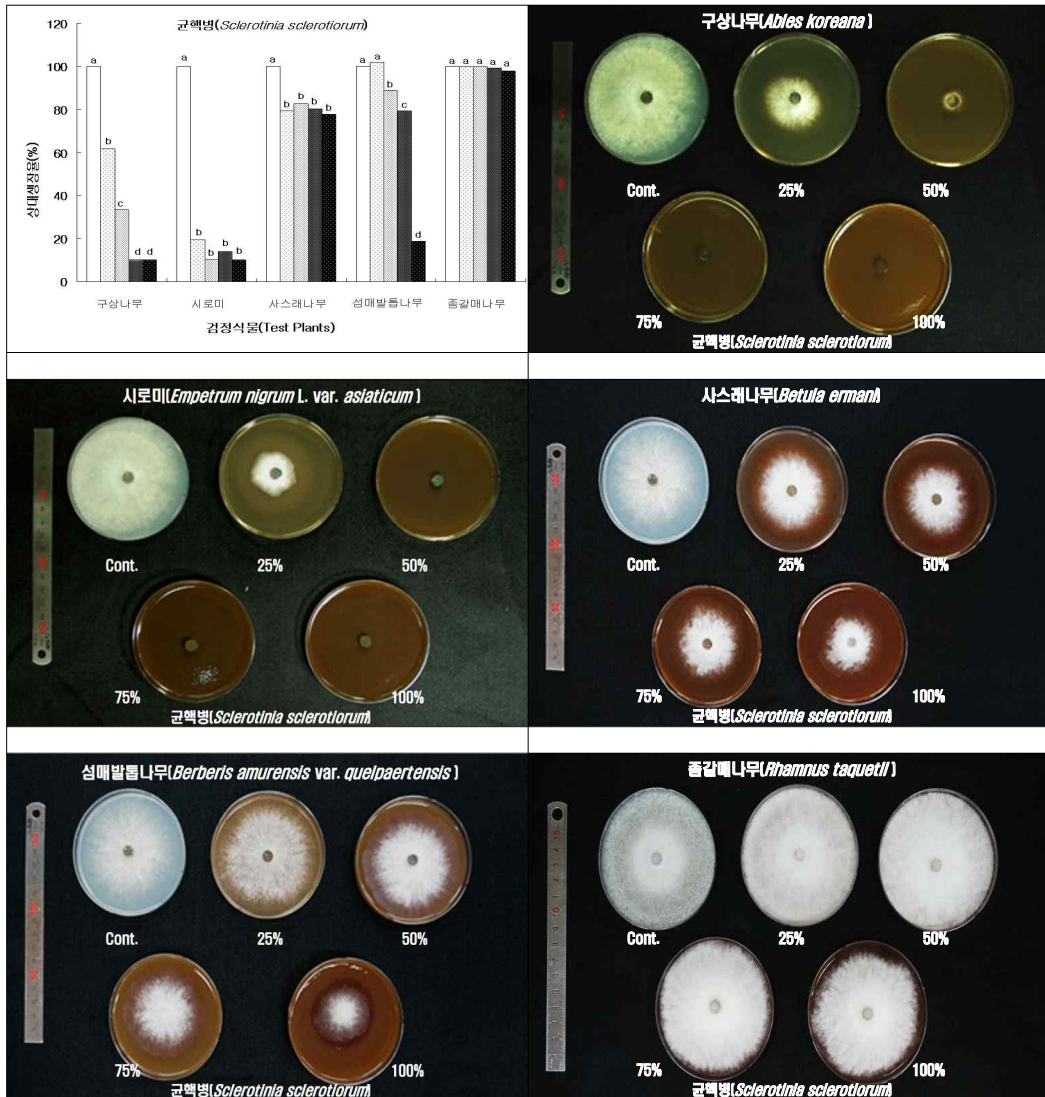 균핵병(Sclerotinia sclerotiorum)
120
100
80
60
40
20
0
상대생장율(%)
a b c d d
a b b b b
a b b b b
a a b c d
a a a a a
구상나무 시로미 사스래나무 섬매발톱나무 좀갈매나무
검정식물(Test Plants)
구상나무(Abies koreana )
Cont. 25% 50%
75% 100%
균핵병(Sclerotinia sclerotiorum)
시로미(Empetrum nigrum L. var. asiaticum )
Cont. 25% 50%
75% 100%
균핵병(Sclerotinia sclerotiorum)
사스래나무(Betula ermani)
Cont. 25% 50%
75% 100%
균핵병(Sclerotinia sclerotiorum)
섬매발톱나무(Berberis amurensis var. quelpaertensis )
Cont. 25% 50%
75% 100%
균핵병(Sclerotinia sclerotiorum)
좀갈매나무(Rhamnus taquetii )
Cont. 25% 50%
75% 100%
균핵병(Sclerotinia sclerotiorum)